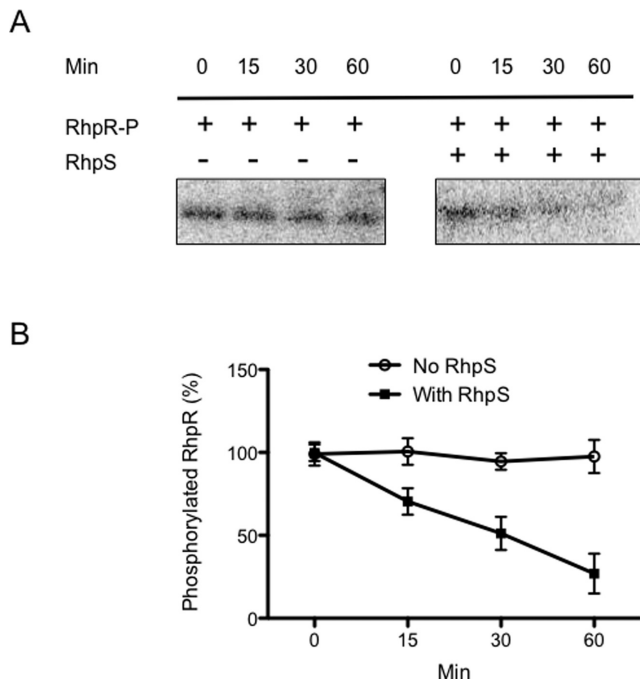 A
Min 0 15 30 60 0 15 30 60
RhpR-P + + + + + + + +
RhpS - - - - + + + +
B
No RhpS
With RhpS
Phosphorylated RhpR (%)
150
100
50
0
0 15 30 60
Min